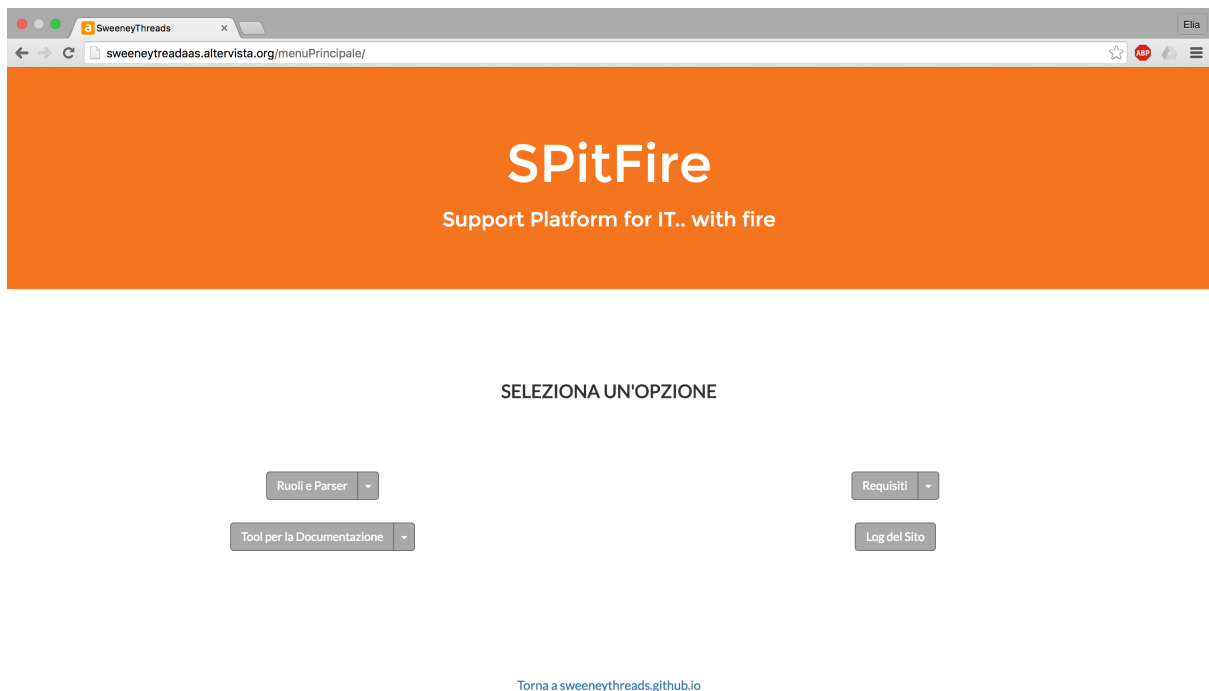 SweeneyThreads
Elia
sweeneytreadaas.altervista.org/menuPrincipale/
ABP
SPitFire
Support Platform for IT.. with fire
SELEZIONA UN'OPZIONE
Ruoli e Parser
Requisiti
Tool per la Documentazione
Log del Sito
Torna a sweeneythreads.github.io